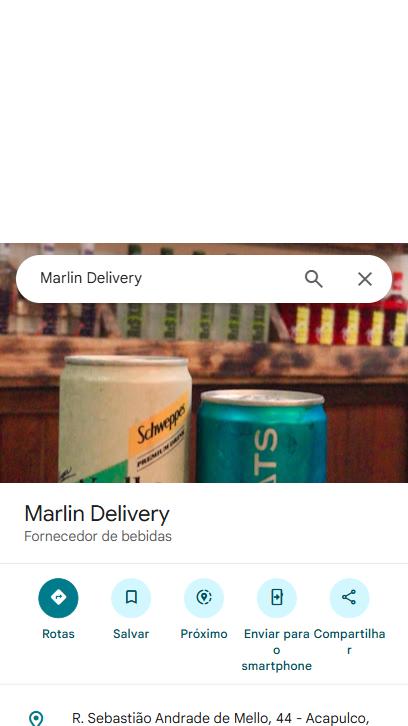 Marlin Delivery
Schweppes
PREMIUM DRINK
ATS
Marlin Delivery
Fornecedor de bebidas
Rotas
Salvar
Próximo
Enviar para o smartphone
Compartilhar
R. Sebastião Andrade de Mello, 44 - Acapulco,